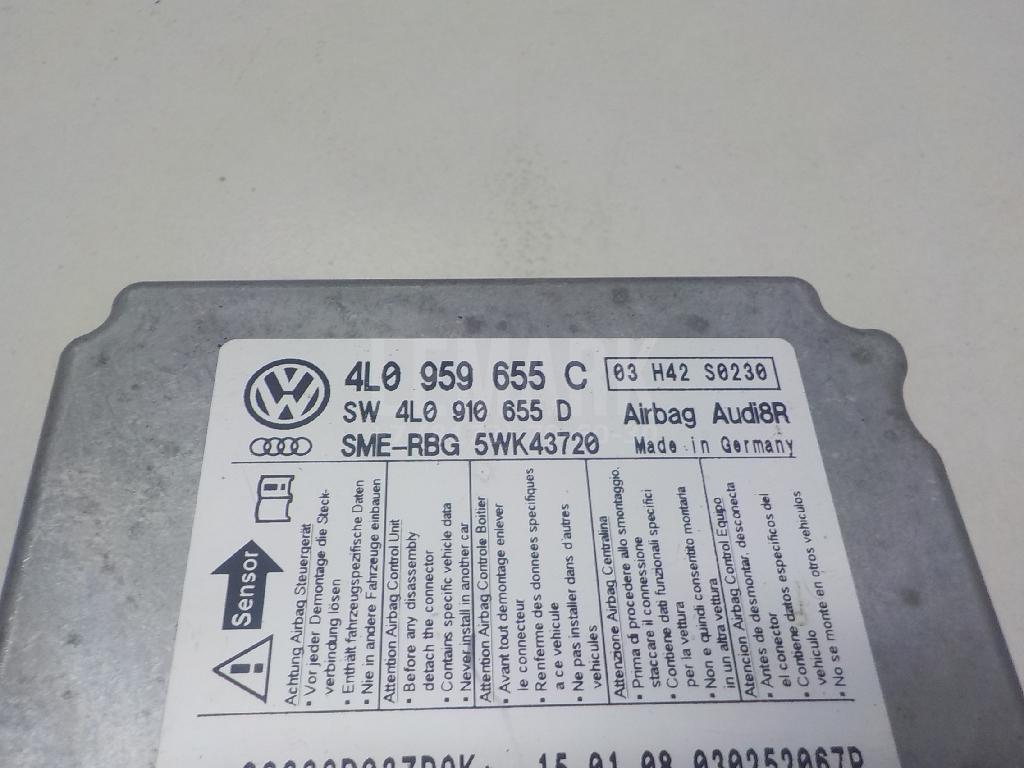 4L0 959 655 C 03 H42 S0230
SW 4L0 910 655 D Airbag Audi8R
SME-RBG 5WK43720 Made in Germany
Sensor
Achtung Airbag Steuergerät
• Vor jeder Demontage die Steck-
verbindung lösen
• Enthält fahrzeugspezifische Daten
• Nie in andere Fahrzeuge einbauen
Attention Airbag Control Unit
• Before any disassembly
detach the connector
• Contains specific vehicle data
• Never install in another car
Attention Airbag Controle Boitier
• Avant tout demontage enlever
le connecteur
• Renferme des donnees specifiques
a ce vehicule
• Ne pas installer dans d'autres
vehicules
Attenzione Airbag Centralina
• Prima di procedere allo smontaggio,
staccare il connessione
• Contiene dati funzionali specifici
per la vettura
• Non e quindi consentito montarla
in un altra vettura
Atencion Airbag Control Equipo
• Antes de desmontar, desconecta
el conector
• Contiene datos especificos del
vehiculo
• No se monte en otros vehiculos
15.01.08 030252067P